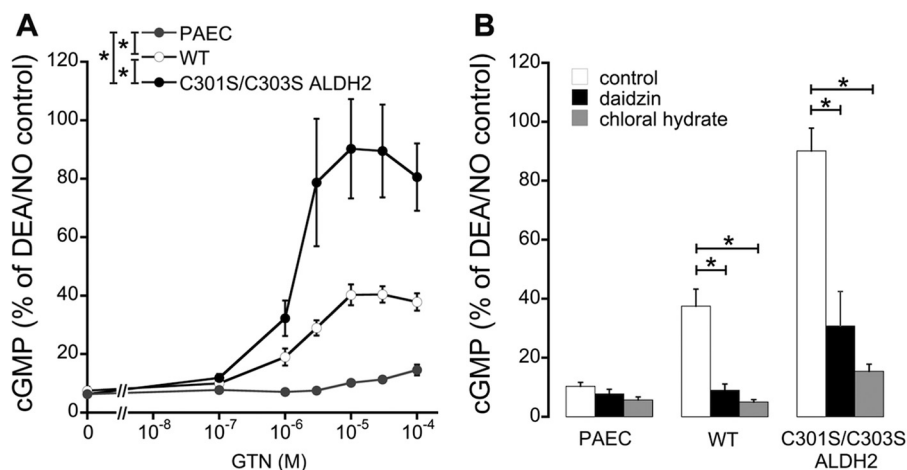 A
cGMP (% of DEA/NO control)
120
100
80
60
40
20
0
* * *
PAEC
WT
C301S/C303S ALDH2
0 // 10⁻⁸ 10⁻⁷ 10⁻⁶ 10⁻⁵ 10⁻⁴
GTN (M)
B
cGMP (% of DEA/NO control)
120
100
80
60
40
20
0
control
daidzin
chloral hydrate
* *
* *
PAEC WT C301S/C303S
ALDH2